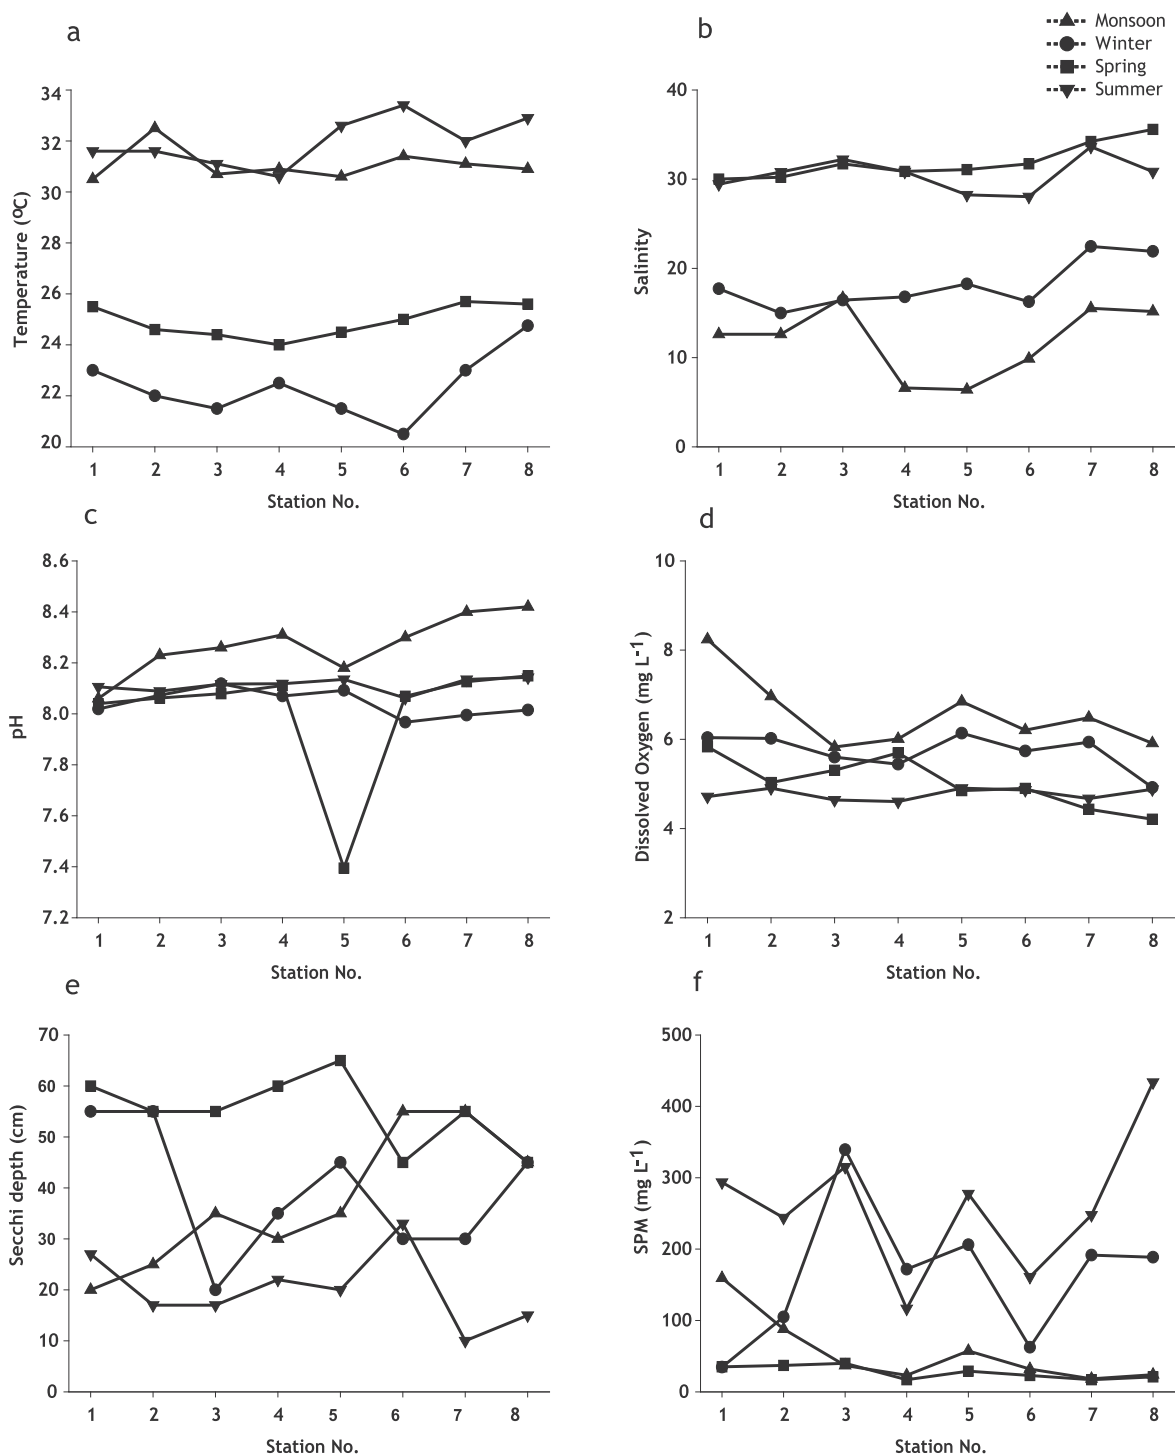 a
b
Monsoon
Winter
Spring
Summer
34
32
30
28
26
24
22
20
Temperature (ºC)
1 2 3 4 5 6 7 8
Station No.
40
30
20
10
0
Salinity
1 2 3 4 5 6 7 8
Station No.
c
d
8.6
8.4
8.2
8.0
7.8
7.6
7.4
7.2
pH
1 2 3 4 5 6 7 8
Station No.
10
8
6
4
2
Dissolved Oxygen (mg L-1)
1 2 3 4 5 6 7 8
Station No.
e
f
70
60
50
40
30
20
10
0
Secchi depth (cm)
1 2 3 4 5 6 7 8
Station No.
500
400
300
200
100
0
SPM (mg L-1)
1 2 3 4 5 6 7 8
Station No.